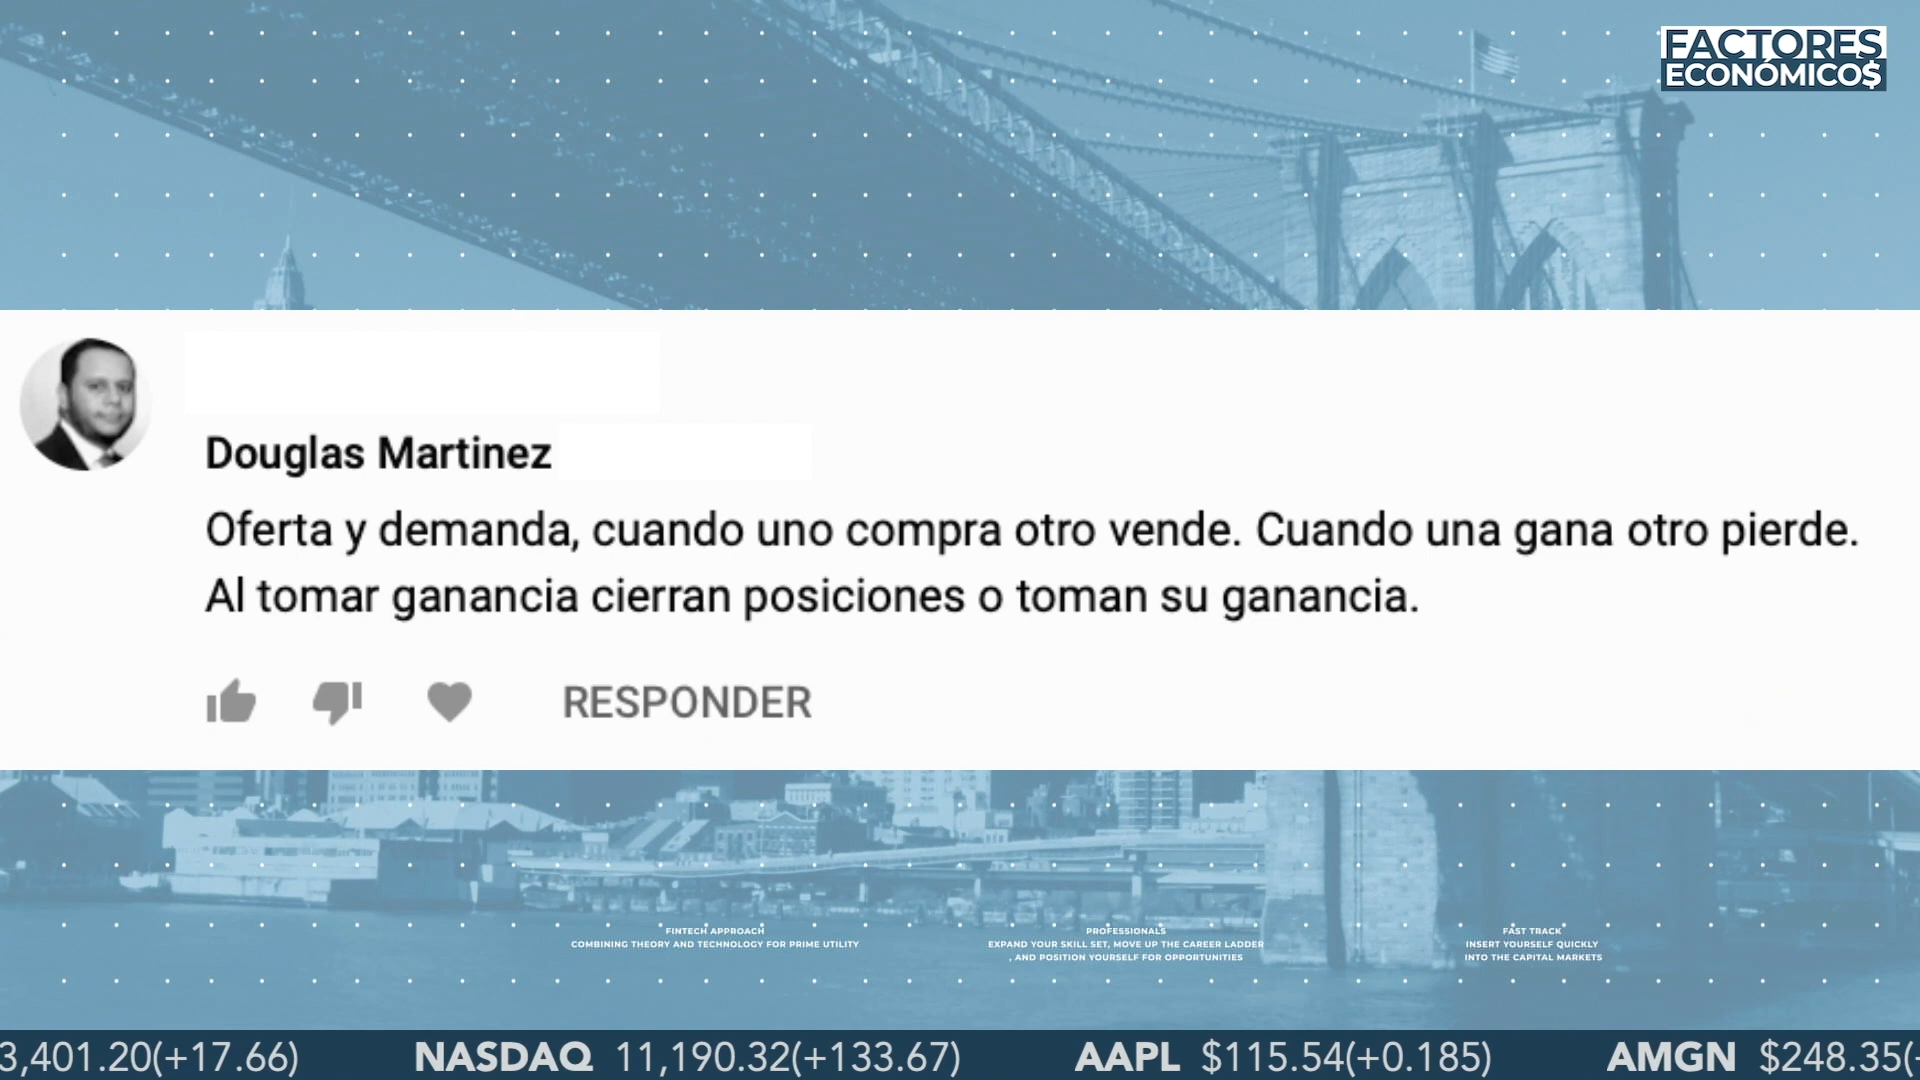 FACTORES
ECONÓMICO$
Douglas Martinez
Oferta y demanda, cuando uno compra otro vende. Cuando una gana otro pierde.
Al tomar ganancia cierran posiciones o toman su ganancia.
RESPONDER
FINTECH APPROACH
COMBINING THEORY AND TECHNOLOGY FOR PRIME UTILITY
PROFESSIONALS
EXPAND YOUR SKILL SET, MOVE UP THE CAREER LADDER
, AND POSITION YOURSELF FOR OPPORTUNITIES
FAST TRACK
INSERT YOURSELF QUICKLY
INTO THE CAPITAL MARKETS
3,401.20(+17.66) NASDAQ 11,190.32(+133.67) AAPL $115.54(+0.185) AMGN $248.35(